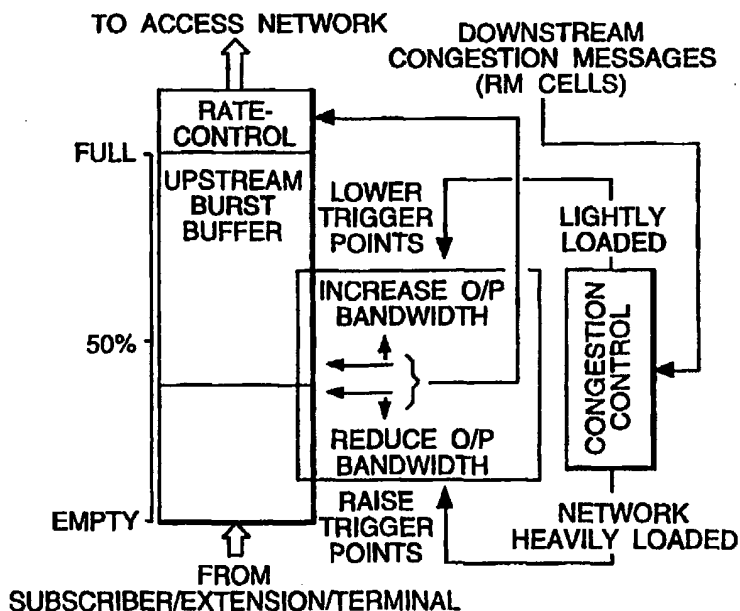 TO ACCESS NETWORK
DOWNSTREAM
CONGESTION MESSAGES
(RM CELLS)
RATE-
CONTROL
FULL
UPSTREAM
BURST
BUFFER
LOWER
TRIGGER
POINTS
LIGHTLY
LOADED
INCREASE O/P
BANDWIDTH
50%
CONGESTION
CONTROL
REDUCE O/P
BANDWIDTH
EMPTY
RAISE
TRIGGER
POINTS
NETWORK
HEAVILY LOADED
FROM
SUBSCRIBER/EXTENSION/TERMINAL